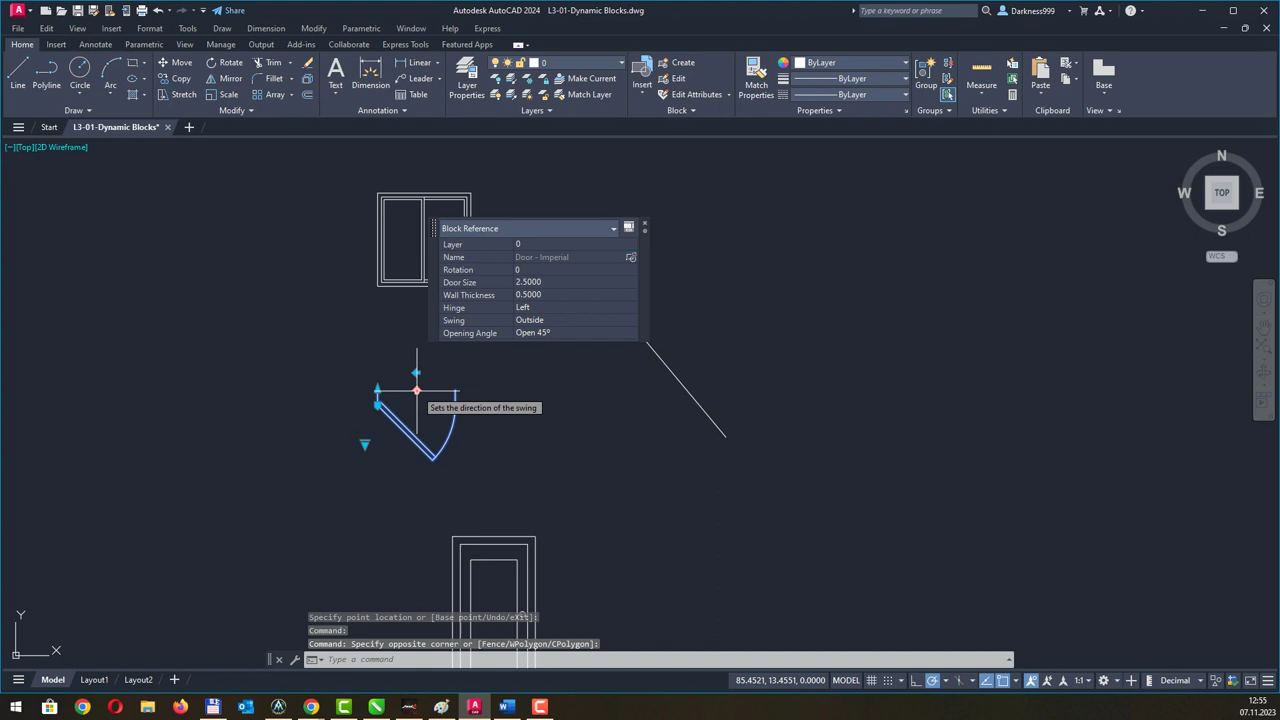 Share
Autodesk AutoCAD 2024 L3-01-Dynamic Blocks.dwg
Type a keyword or phrase
Darkness999
File Edit View Insert Format Tools Draw Dimension Modify Parametric Window Help Express
Home Insert Annotate Parametric View Manage Output Add-ins Collaborate Express Tools Featured Apps
Line
Polyline
Circle
Arc
Draw
Move
Copy
Stretch
Rotate
Mirror
Scale
Trim
Fillet
Array
Modify
Text
Dimension
Linear
Leader
Table
Annotation
Layer
Properties
0
Make Current
Match Layer
Layers
Insert
Create
Edit
Edit Attributes
Block
Match
Properties
ByLayer
ByLayer
ByLayer
Properties
Group
Groups
Measure
Utilities
Paste
Clipboard
Base
View
Start L3-01-Dynamic Blocks*
[−][Top][2D Wireframe]
N
W TOP E
S
WCS
Block Reference
Layer 0
Name Door - Imperial
Rotation 0
Door Size 2.5000
Wall Thickness 0.5000
Hinge Left
Swing Outside
Opening Angle Open 45º
Sets the direction of the swing
Y
X
Specify point location or [Base point/Undo/eXit]:
Command:
Command: Specify opposite corner or [Fence/WPolygon/CPolygon]:
Type a command
Model Layout1 Layout2
85.4521, 13.4551, 0.0000 MODEL
1:1
Decimal
12:55
07.11.2023